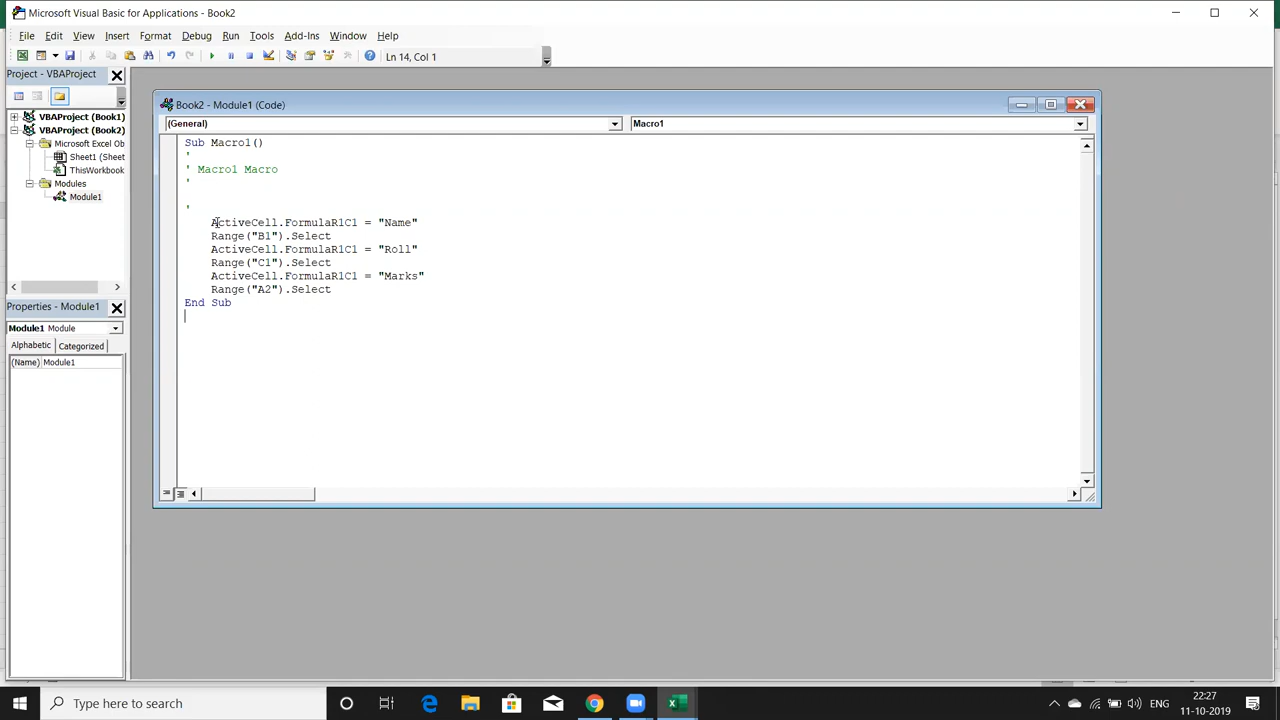 Microsoft Visual Basic for Applications - Book2
File Edit View Insert Format Debug Run Tools Add-Ins Window Help
Ln 14, Col 1
Project - VBAProject
VBAProject (Book1)
VBAProject (Book2)
Microsoft Excel Ob
Sheet1 (Sheet
ThisWorkbook
Modules
Module1
Properties - Module1
Module1 Module
Alphabetic Categorized
(Name) Module1
Book2 - Module1 (Code)
(General) Macro1
Sub Macro1()
'
' Macro1 Macro
'
'
ActiveCell.FormulaR1C1 = "Name"
Range("B1").Select
ActiveCell.FormulaR1C1 = "Roll"
Range("C1").Select
ActiveCell.FormulaR1C1 = "Marks"
Range("A2").Select
End Sub
Type here to search
ENG
22:27
11-10-2019